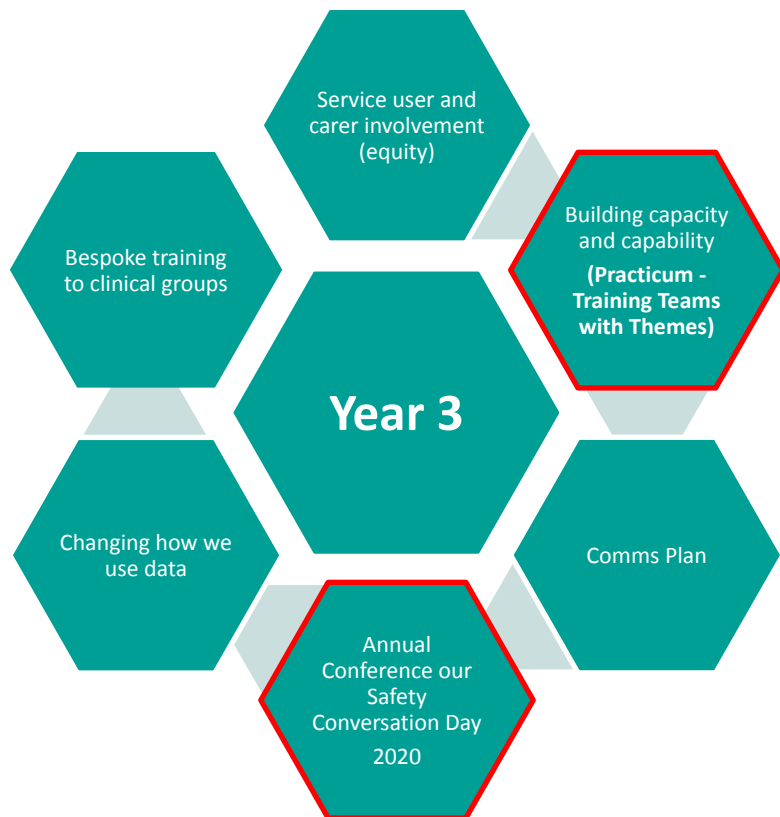 Service user and
carer involvement
(equity)
Building capacity
and capability
(Practicum -
Training Teams
with Themes)
Bespoke training
to clinical groups
Year 3
Changing how we
use data
Comms Plan
Annual
Conference our
Safety
Conversation Day
2020